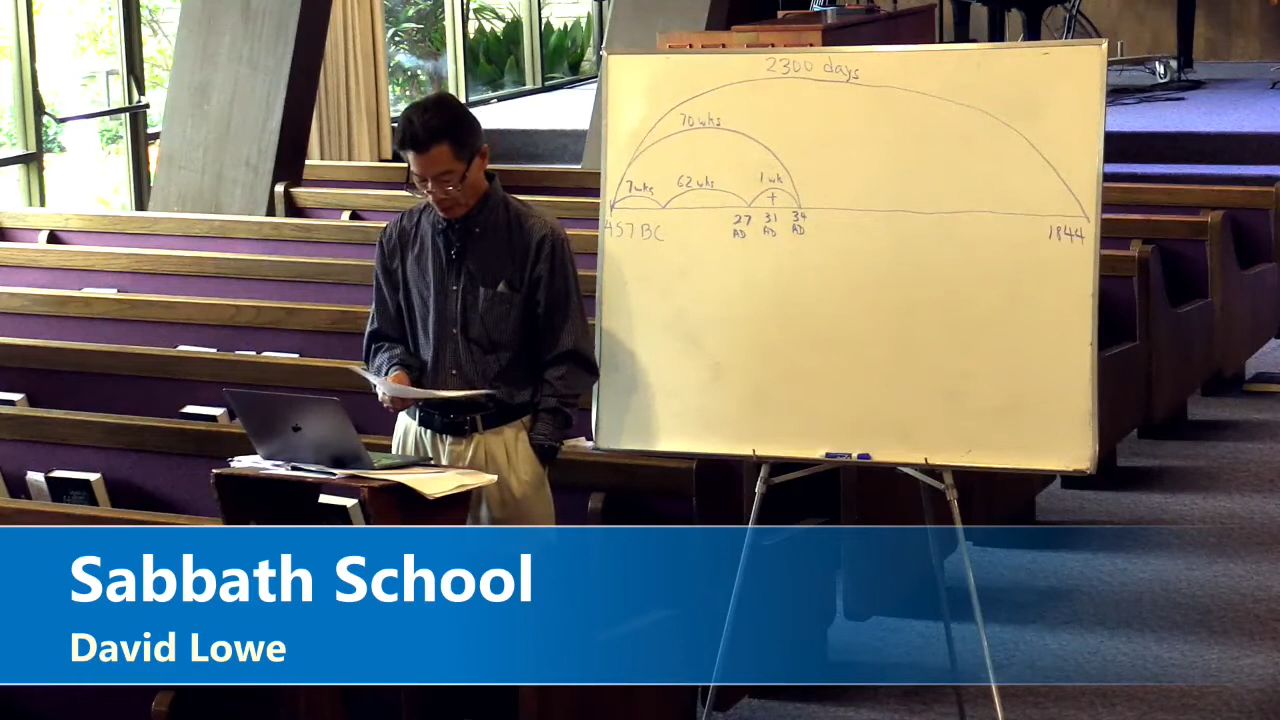 2300 days
70 wks
7 wks 62 wks 1 wk
457 BC 27 AD 31 AD 34 AD 1844
Sabbath School
David Lowe